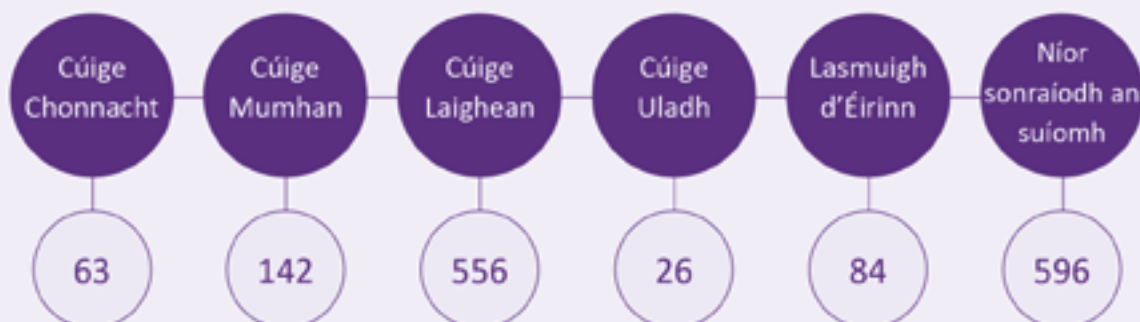 Cúige
Chonnacht
Cúige
Mumhan
Cúige
Laighean
Cúige
Uladh
Lasmuigh
d'Éirinn
Níor
sonraíodh an
suíomh
63
142
556
26
84
596